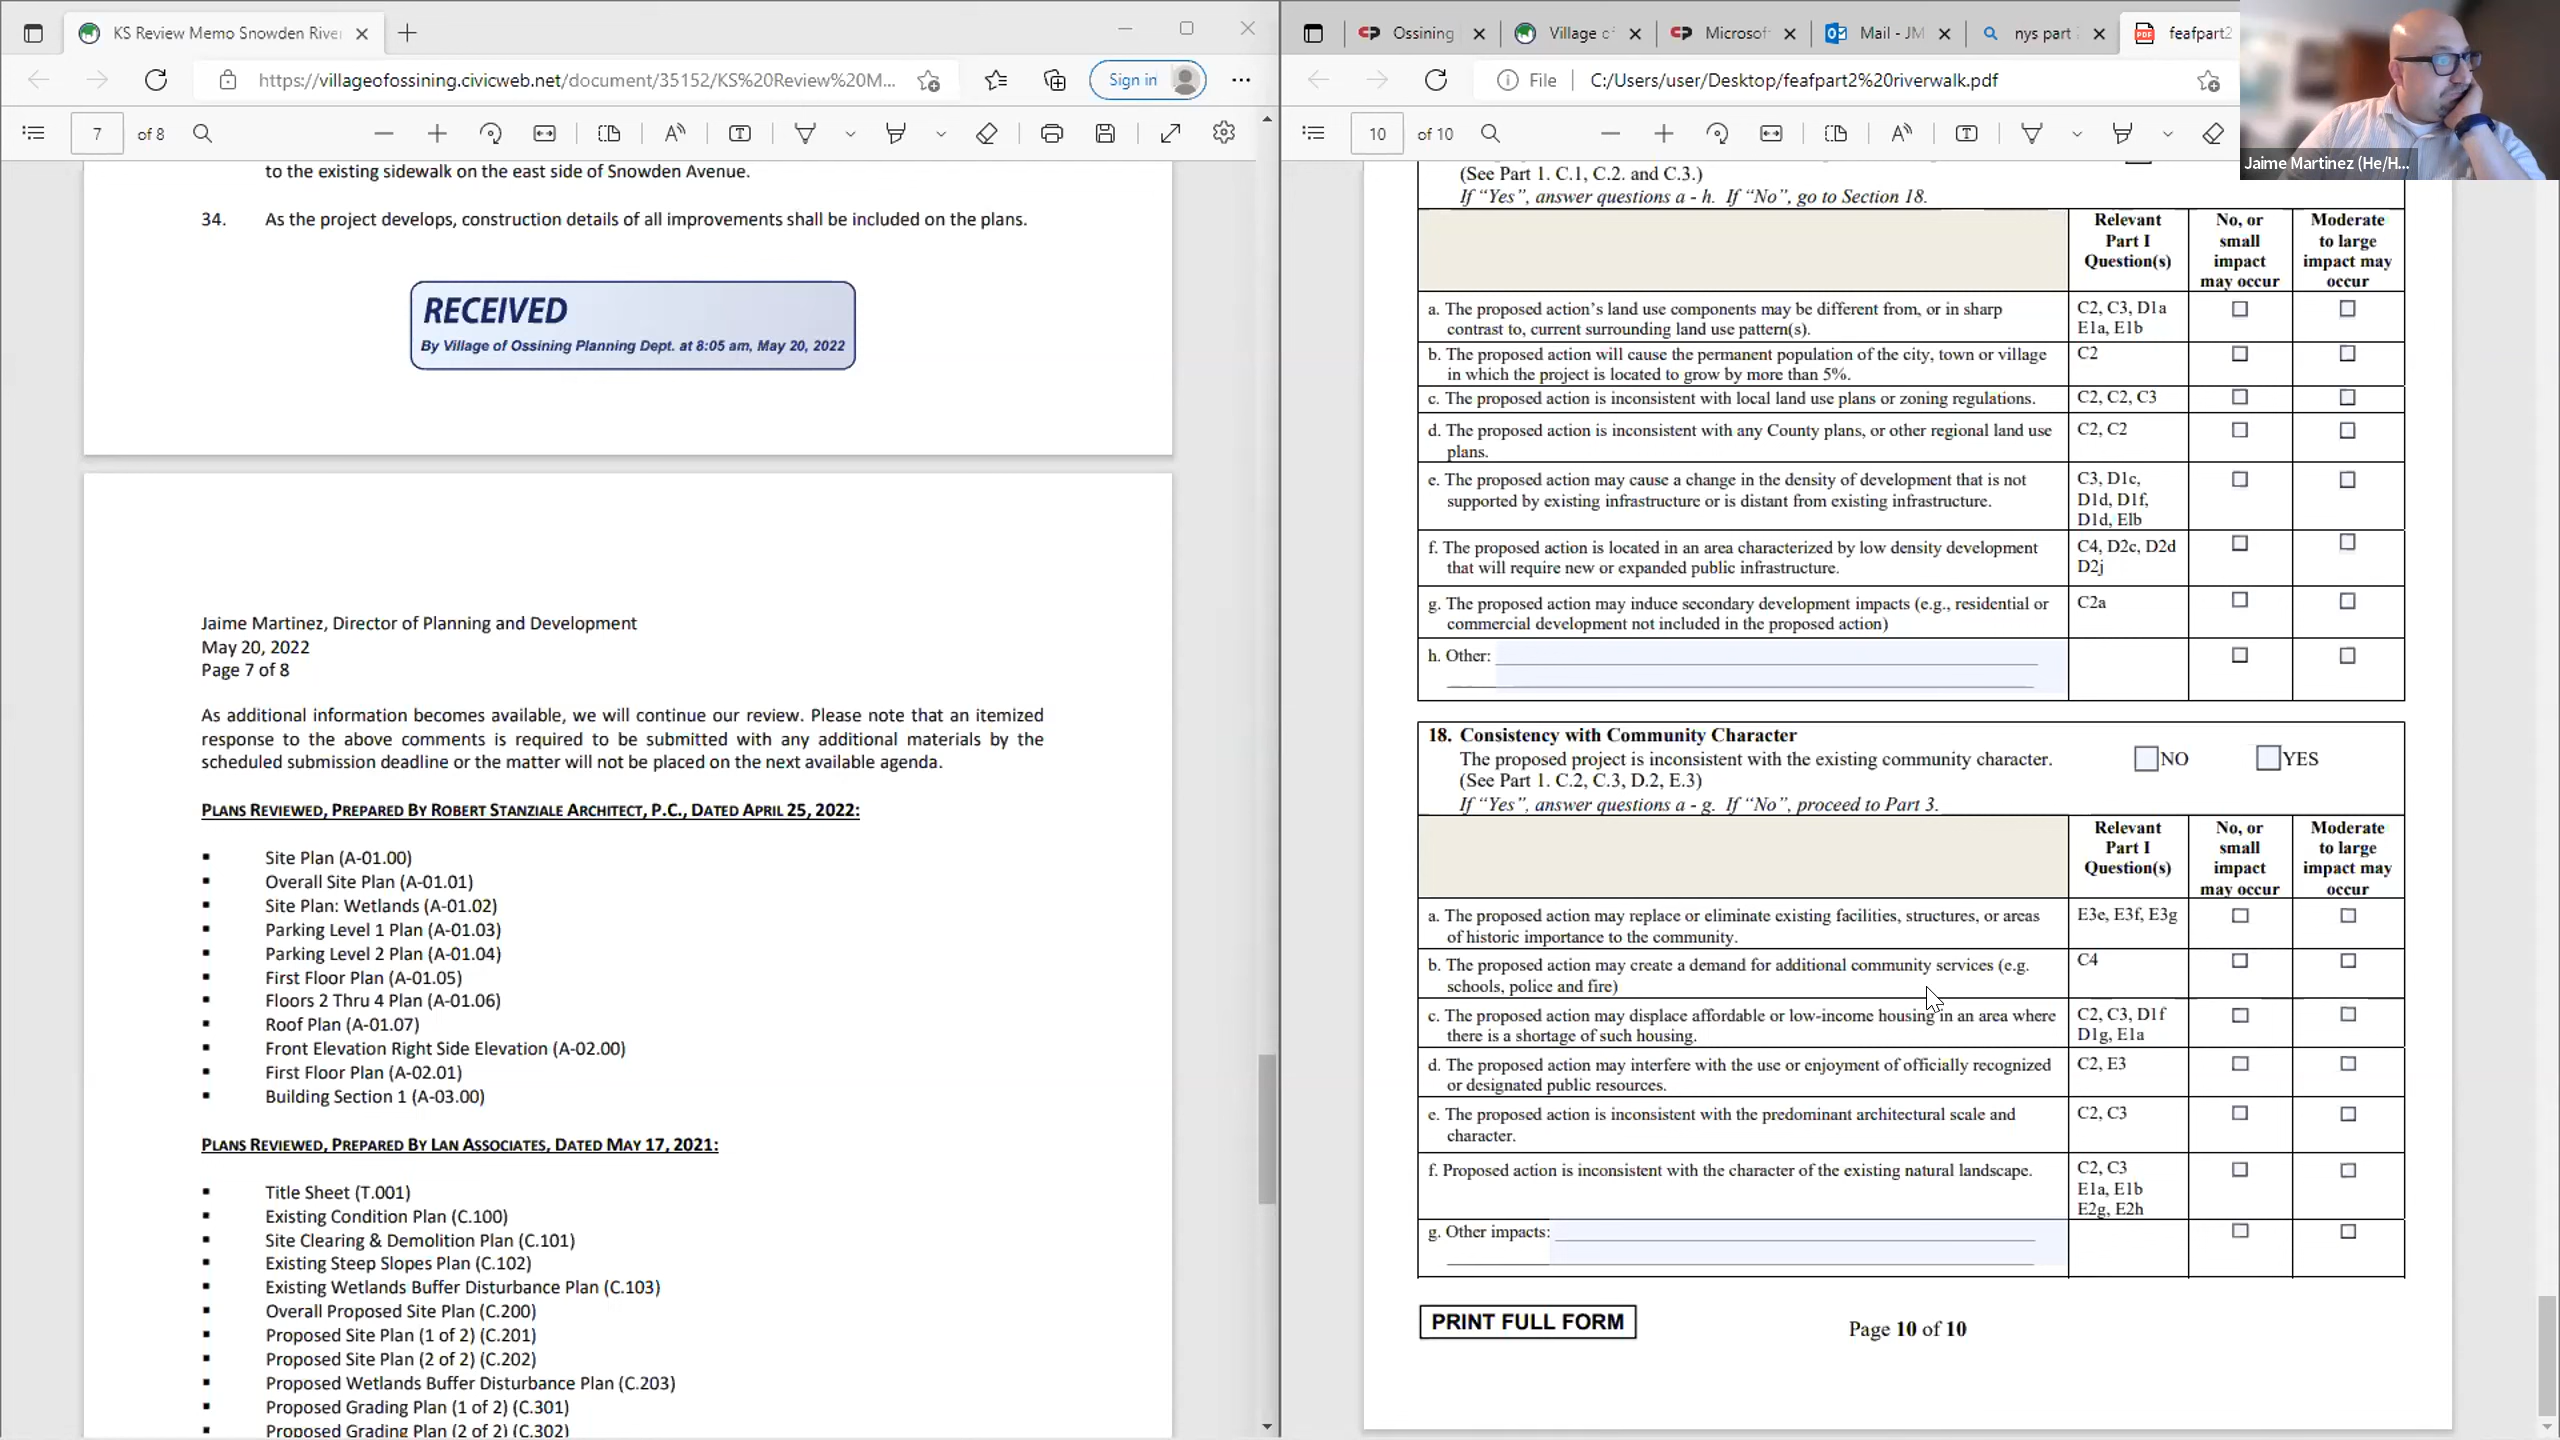 KS Review Memo Snowden River
https://villageofossining.civicweb.net/document/35152/KS%20Review%20M...
Sign in
7 of 8
to the existing sidewalk on the east side of Snowden Avenue.
34. As the project develops, construction details of all improvements shall be included on the plans.
RECEIVED
By Village of Ossining Planning Dept. at 8:05 am, May 20, 2022
Jaime Martinez, Director of Planning and Development
May 20, 2022
Page 7 of 8
As additional information becomes available, we will continue our review. Please note that an itemized
response to the above comments is required to be submitted with any additional materials by the
scheduled submission deadline or the matter will not be placed on the next available agenda.
PLANS REVIEWED, PREPARED BY ROBERT STANZIALE ARCHITECT, P.C., DATED APRIL 25, 2022:
▪ Site Plan (A-01.00)
▪ Overall Site Plan (A-01.01)
▪ Site Plan: Wetlands (A-01.02)
▪ Parking Level 1 Plan (A-01.03)
▪ Parking Level 2 Plan (A-01.04)
▪ First Floor Plan (A-01.05)
▪ Floors 2 Thru 4 Plan (A-01.06)
▪ Roof Plan (A-01.07)
▪ Front Elevation Right Side Elevation (A-02.00)
▪ First Floor Plan (A-02.01)
▪ Building Section 1 (A-03.00)
PLANS REVIEWED, PREPARED BY LAN ASSOCIATES, DATED MAY 17, 2021:
▪ Title Sheet (T.001)
▪ Existing Condition Plan (C.100)
▪ Site Clearing & Demolition Plan (C.101)
▪ Existing Steep Slopes Plan (C.102)
▪ Existing Wetlands Buffer Disturbance Plan (C.103)
▪ Overall Proposed Site Plan (C.200)
▪ Proposed Site Plan (1 of 2) (C.201)
▪ Proposed Site Plan (2 of 2) (C.202)
▪ Proposed Wetlands Buffer Disturbance Plan (C.203)
▪ Proposed Grading Plan (1 of 2) (C.301)
▪ Proposed Grading Plan (2 of 2) (C.302)
Ossining Village of Microsof Mail - JM nys part 2 feafpart2
File C:/Users/user/Desktop/feafpart2%20riverwalk.pdf
10 of 10
Jaime Martinez (He/H...
(See Part 1. C.1, C.2. and C.3.)
If “Yes”, answer questions a - h. If “No”, go to Section 18.
Relevant Part I Question(s)
No, or small impact may occur
Moderate to large impact may occur
a. The proposed action’s land use components may be different from, or in sharp
contrast to, current surrounding land use pattern(s).
C2, C3, D1a
E1a, E1b
b. The proposed action will cause the permanent population of the city, town or village
in which the project is located to grow by more than 5%.
C2
c. The proposed action is inconsistent with local land use plans or zoning regulations.
C2, C2, C3
d. The proposed action is inconsistent with any County plans, or other regional land use
plans.
C2, C2
e. The proposed action may cause a change in the density of development that is not
supported by existing infrastructure or is distant from existing infrastructure.
C3, D1c,
D1d, D1f,
D1d, Elb
f. The proposed action is located in an area characterized by low density development
that will require new or expanded public infrastructure.
C4, D2c, D2d
D2j
g. The proposed action may induce secondary development impacts (e.g., residential or
commercial development not included in the proposed action)
C2a
h. Other:
18. Consistency with Community Character
The proposed project is inconsistent with the existing community character.
(See Part 1. C.2, C.3, D.2, E.3)
If “Yes”, answer questions a - g. If “No”, proceed to Part 3.
NO YES
Relevant Part I Question(s)
No, or small impact may occur
Moderate to large impact may occur
a. The proposed action may replace or eliminate existing facilities, structures, or areas
of historic importance to the community.
E3e, E3f, E3g
b. The proposed action may create a demand for additional community services (e.g.
schools, police and fire)
C4
c. The proposed action may displace affordable or low-income housing in an area where
there is a shortage of such housing.
C2, C3, D1f
D1g, E1a
d. The proposed action may interfere with the use or enjoyment of officially recognized
or designated public resources.
C2, E3
e. The proposed action is inconsistent with the predominant architectural scale and
character.
C2, C3
f. Proposed action is inconsistent with the character of the existing natural landscape.
C2, C3
E1a, E1b
E2g, E2h
g. Other impacts:
PRINT FULL FORM
Page 10 of 10